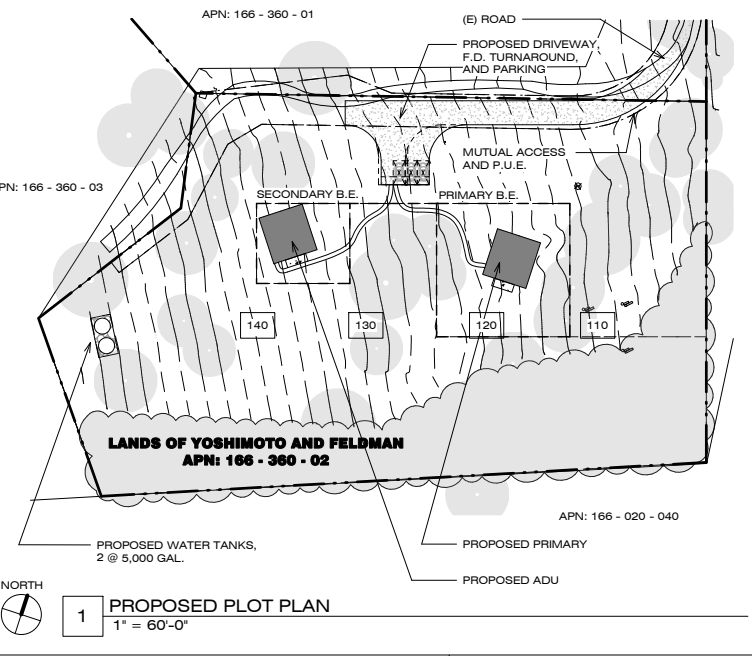 APN: 166 - 360 - 01
(E) ROAD
PROPOSED DRIVEWAY,
F.D. TURNAROUND,
AND PARKING
MUTUAL ACCESS
AND P.U.E.
PN: 166 - 360 - 03
SECONDARY B.E.
PRIMARY B.E.
140
130
120
110
LANDS OF YOSHIMOTO AND FELDMAN
APN: 166 - 360 - 02
APN: 166 - 020 - 040
PROPOSED WATER TANKS,
2 @ 5,000 GAL.
PROPOSED PRIMARY
PROPOSED ADU
NORTH
1
PROPOSED PLOT PLAN
1" = 60'-0"